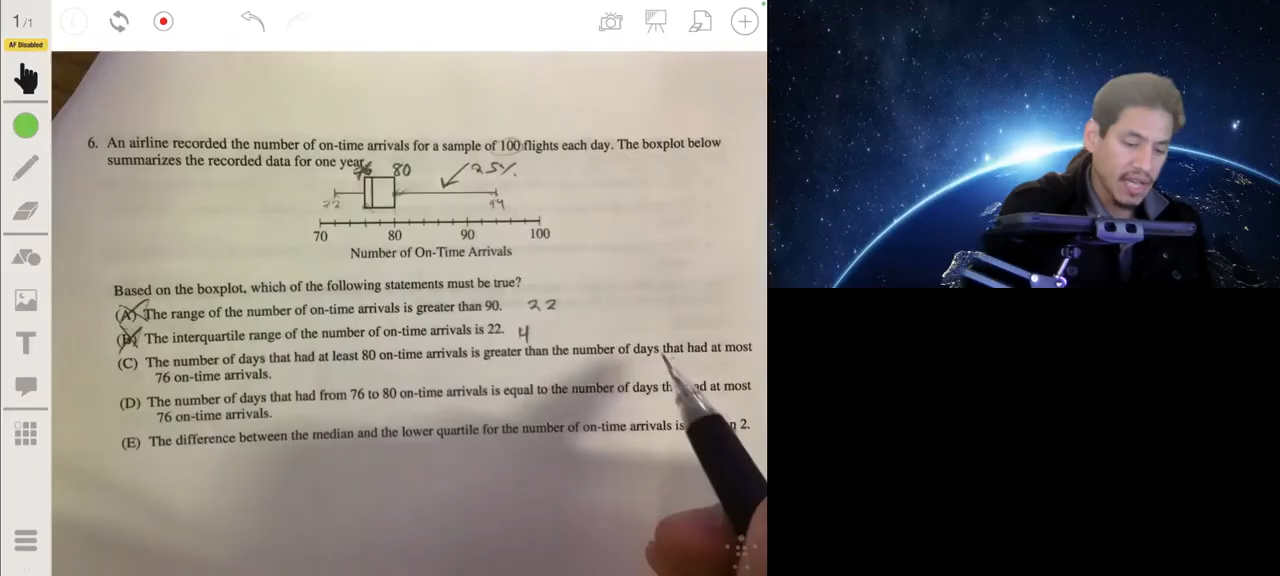 1/1
AF Disabled
6. An airline recorded the number of on-time arrivals for a sample of 100 flights each day. The boxplot below
summarizes the recorded data for one year.
76 80 25%.
22 94
70 80 90 100
Number of On-Time Arrivals
Based on the boxplot, which of the following statements must be true?
(A) The range of the number of on-time arrivals is greater than 90. 22
(B) The interquartile range of the number of on-time arrivals is 22. 4
(C) The number of days that had at least 80 on-time arrivals is greater than the number of days that had at most
76 on-time arrivals.
(D) The number of days that had from 76 to 80 on-time arrivals is equal to the number of days had at most
76 on-time arrivals.
(E) The difference between the median and the lower quartile for the number of on-time arrivals is 2.
T